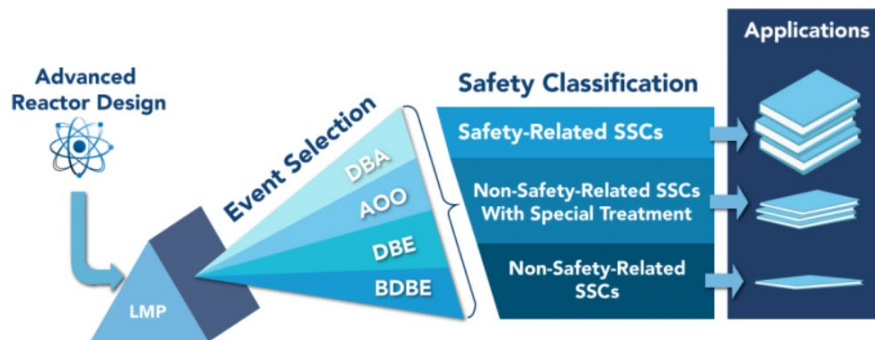 Advanced
Reactor Design
LMP
Event Selection
DBA
AOO
DBE
BDBE
Safety Classification
Safety-Related SSCs
Non-Safety-Related SSCs
With Special Treatment
Non-Safety-Related
SSCs
Applications